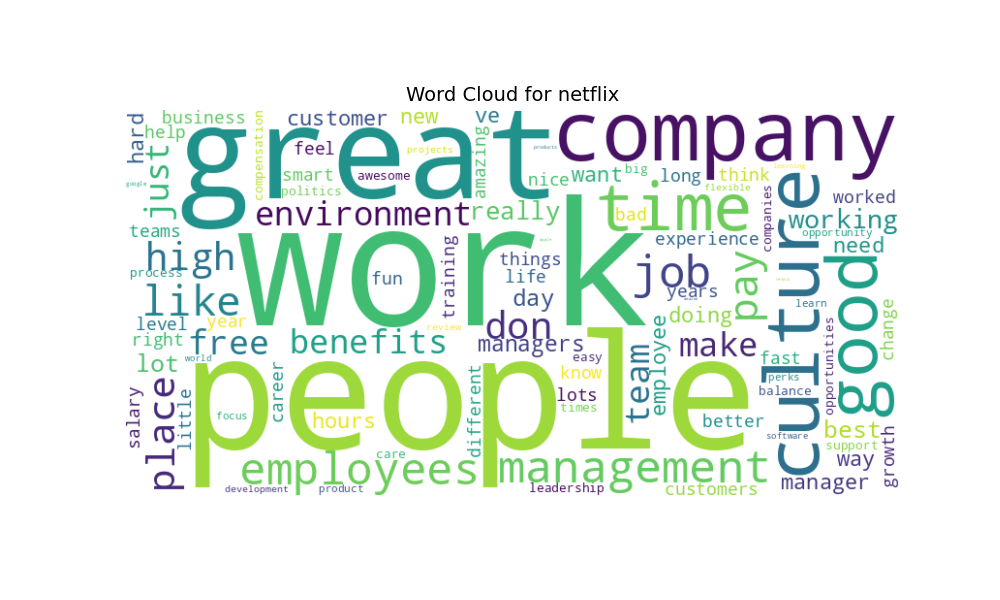 Word Cloud for netflix
hard
business
help
compensation
customer
new
ve
company
great
feel
projects
products
amazing
just
smart
awesome
politics
nice
want
big
long
think
learning
flexible
google
teams
environment
really
time
bad
companies
culture
worked
working
opportunity
need
experience
high
process
work
fun
training
things
life
day
job
years
pay
good
learn
like
level
year
right
free
review
don
managers
benefits
doing
employee
make
change
opportunities
lot
world
people
easy
know
team
fast
perks
balance
place
salary
little
career
focus
hours
different
lots
times
better
software
best
support
growth
way
manager
employees
care
management
customers
development
product
leadership